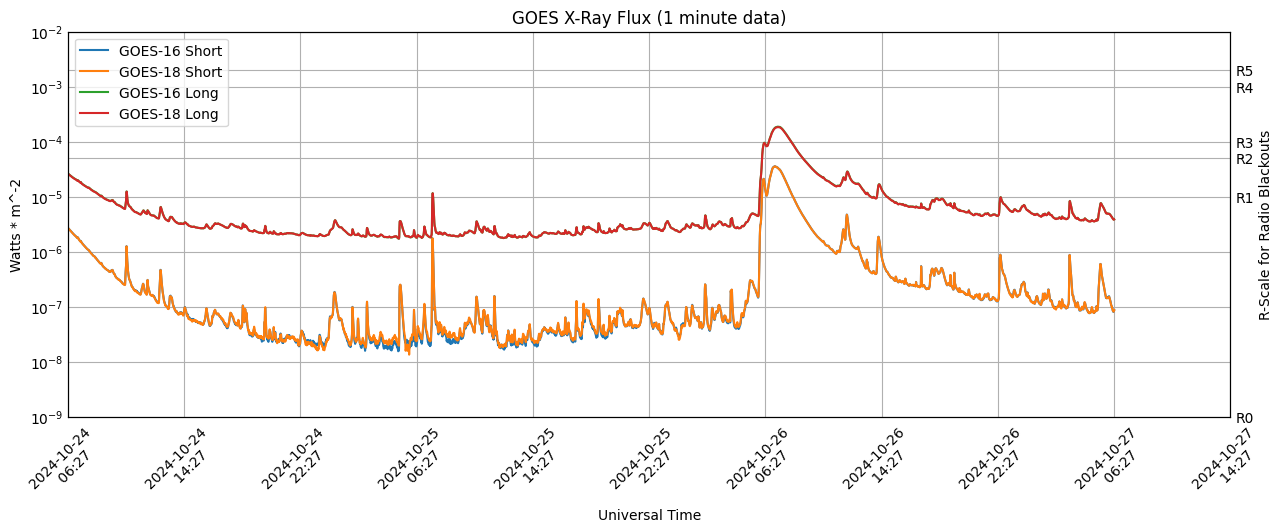 GOES X-Ray Flux (1 minute data)
GOES-16 Short
GOES-18 Short
GOES-16 Long
GOES-18 Long
Watts * m^-2
10⁻²
10⁻³
10⁻⁴
10⁻⁵
10⁻⁶
10⁻⁷
10⁻⁸
10⁻⁹
R5
R4
R3
R2
R1
R0
R-Scale for Radio Blackouts
2024-10-24
06:27
2024-10-24
14:27
2024-10-24
22:27
2024-10-25
06:27
2024-10-25
14:27
2024-10-25
22:27
2024-10-26
06:27
2024-10-26
14:27
2024-10-26
22:27
2024-10-27
06:27
2024-10-27
14:27
Universal Time